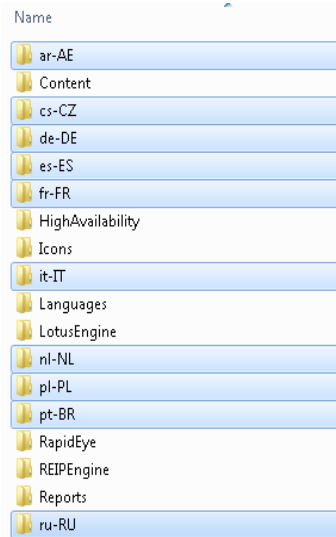 Name
ar-AE
Content
cs-CZ
de-DE
es-ES
fr-FR
HighAvailability
Icons
it-IT
Languages
LotusEngine
nl-NL
pl-PL
pt-BR
RapidEye
REIPEngine
Reports
ru-RU